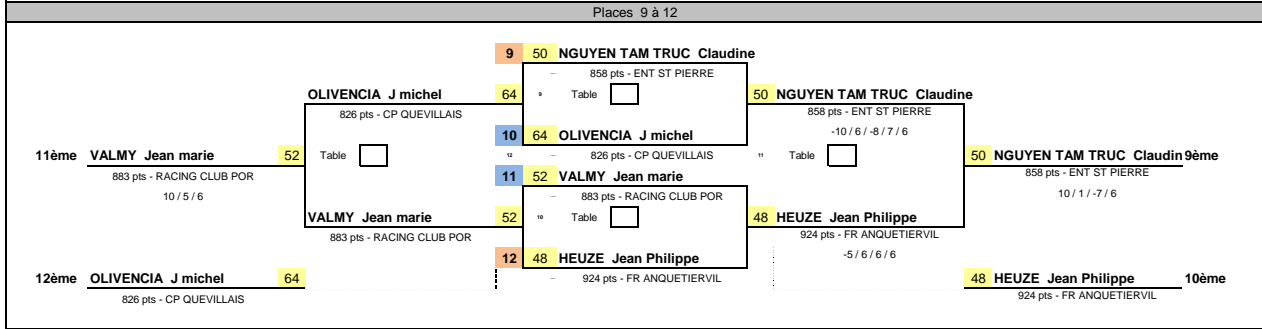 Places 9 à 12
9 50 NGUYEN TAM TRUC Claudine
– 858 pts - ENT ST PIERRE
OLIVENCIA J michel 64 9 Table 50 NGUYEN TAM TRUC Claudine
826 pts - CP QUEVILLAIS 858 pts - ENT ST PIERRE
10 64 OLIVENCIA J michel -10 / 6 / -8 / 7 / 6
11ème VALMY Jean marie 52 Table 12 – 826 pts - CP QUEVILLAIS 11 Table 50 NGUYEN TAM TRUC Claudin 9ème
883 pts - RACING CLUB POR 11 52 VALMY Jean marie 858 pts - ENT ST PIERRE
10 / 5 / 6 – 883 pts - RACING CLUB POR 10 / 1 / -7 / 6
VALMY Jean marie 52 10 Table 48 HEUZE Jean Philippe
883 pts - RACING CLUB POR 924 pts - FR ANQUETIERVIL
12 48 HEUZE Jean Philippe -5 / 6 / 6 / 6
12ème OLIVENCIA J michel 64 – 924 pts - FR ANQUETIERVIL 48 HEUZE Jean Philippe 10ème
826 pts - CP QUEVILLAIS 924 pts - FR ANQUETIERVIL